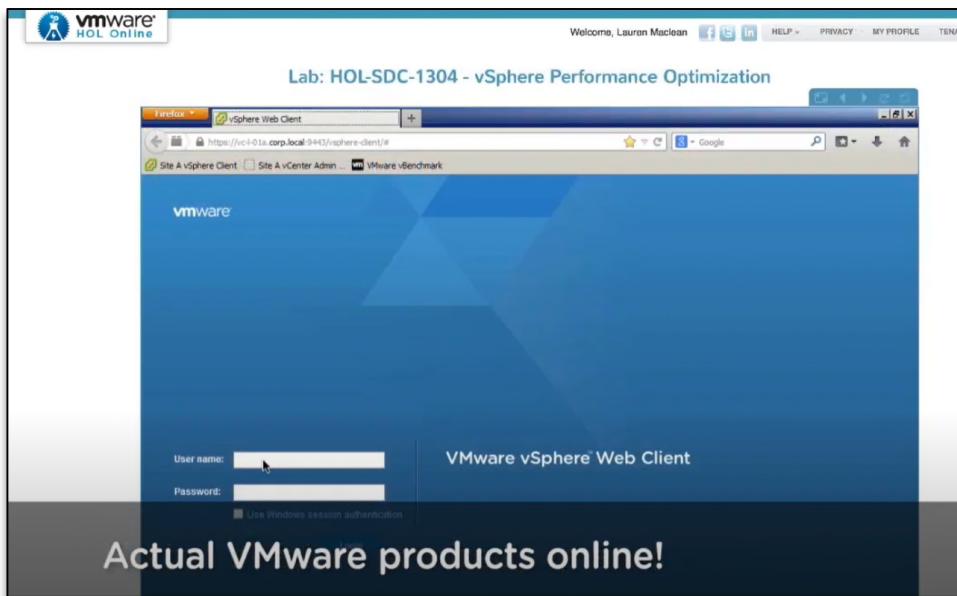 vmware
HOL Online
Welcome, Lauren Maclean
HELP
PRIVACY
MY PROFILE
TENA
Lab: HOL-SDC-1304 - vSphere Performance Optimization
Firefox
vSphere Web Client
https://vc-l-01a.corp.local:9443/vsphere-client/#
Google
Site A vSphere Client
Site A vCenter Admin ...
VMware vBenchmark
vmware
User name:
VMware vSphere Web Client
Password:
Use Windows session authentication
Actual VMware products online!